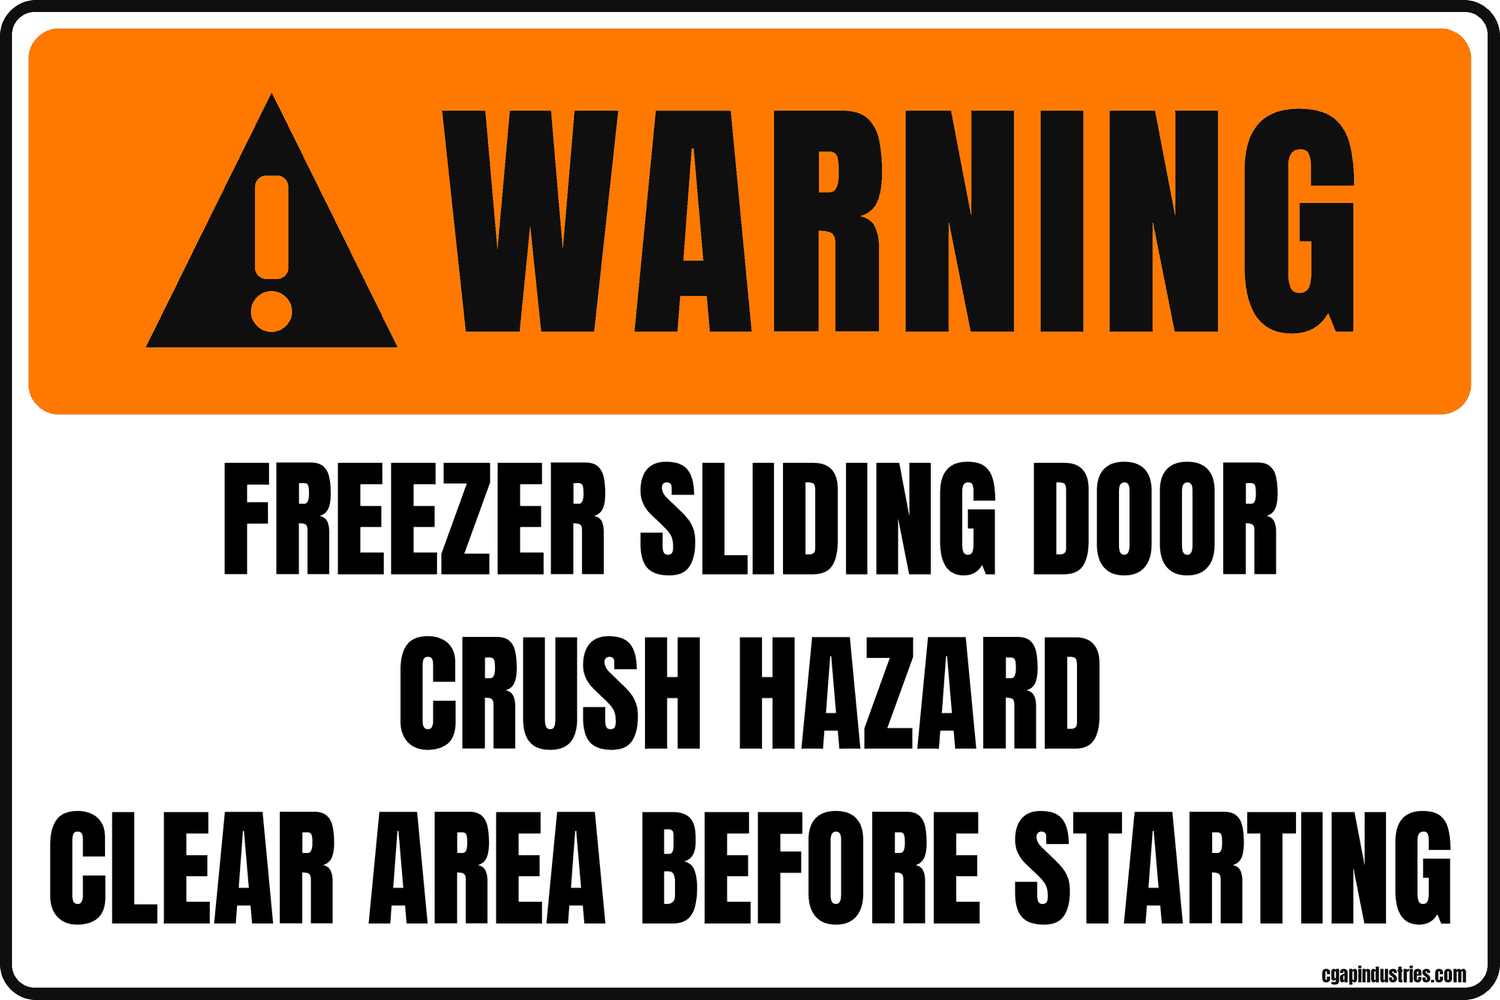 WARNING
FREEZER SLIDING DOOR
CRUSH HAZARD
CLEAR AREA BEFORE STARTING
cgapindustries.com